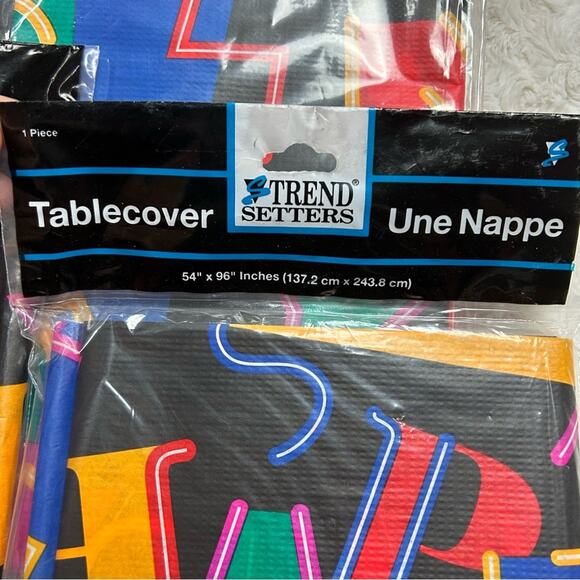 1 Piece
Tablecover
S TREND®
SETTERS
Une Nappe
54" x 96" Inches (137.2 cm x 243.8 cm)